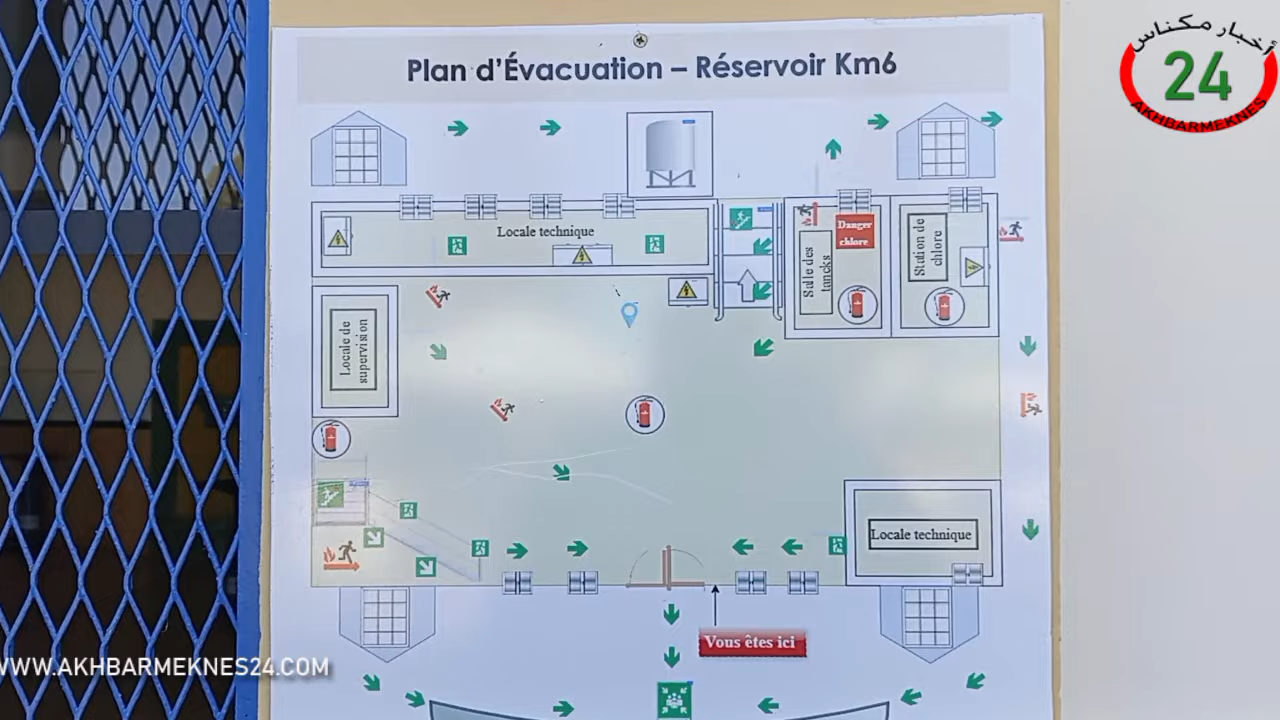 Plan d'Évacuation – Réservoir Km6
أخبار مكناس
24
AKHBARMEKNES
Locale technique
Danger
chlore
Salle des
tancks
Station de
chlore
Locale de
supervision
Locale technique
Vous êtes ici
WWW.AKHBARMEKNES24.COM